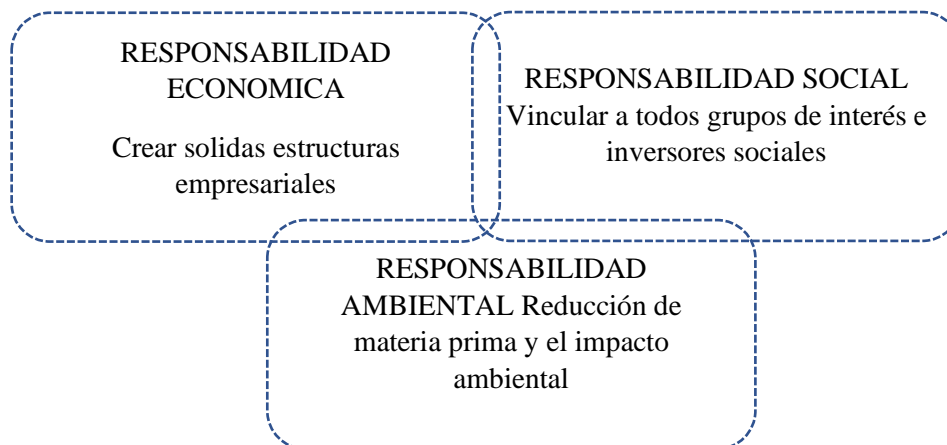 RESPONSABILIDAD
ECONOMICA
Crear solidas estructuras
empresariales
RESPONSABILIDAD SOCIAL
Vincular a todos grupos de interés e
inversores sociales
RESPONSABILIDAD
AMBIENTAL Reducción de
materia prima y el impacto
ambiental